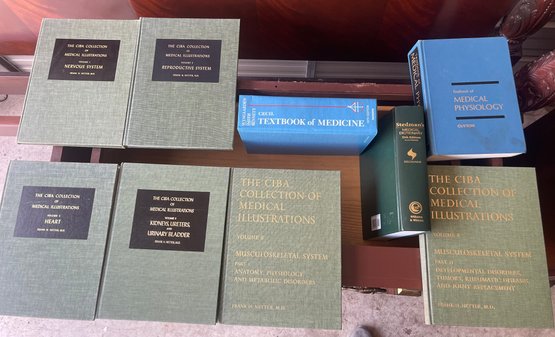 THE CIBA COLLECTION
OF
MEDICAL ILLUSTRATIONS
VOLUME 1
NERVOUS SYSTEM
FRANK H. NETTER, M.D.
THE CIBA COLLECTION
OF
MEDICAL ILLUSTRATIONS
VOLUME 2
REPRODUCTIVE SYSTEM
FRANK H. NETTER, M.D.
WYNGAARDEN
SMITH
BENNETT
CECIL
TEXTBOOK of MEDICINE
Stedman's
MEDICAL DICTIONARY
Textbook of
MEDICAL
PHYSIOLOGY
GUYTON
THE CIBA COLLECTION
OF
MEDICAL ILLUSTRATIONS
VOLUME 5
HEART
FRANK H. NETTER, M.D.
THE CIBA COLLECTION
OF
MEDICAL ILLUSTRATIONS
VOLUME 6
KIDNEYS, URETERS,
AND
URINARY BLADDER
FRANK H. NETTER, M.D.
THE CIBA
COLLECTION OF
MEDICAL
ILLUSTRATIONS
VOLUME 8
MUSCULOSKELETAL SYSTEM
PART I
ANATOMY, PHYSIOLOGY
AND METABOLIC DISORDERS
FRANK H. NETTER, M.D.
THE CIBA
COLLECTION OF
MEDICAL
ILLUSTRATIONS
VOLUME 8
MUSCULOSKELETAL SYSTEM
PART II
DEVELOPMENTAL DISORDERS,
TUMORS, RHEUMATIC DISEASES,
AND JOINT REPLACEMENT
FRANK H. NETTER, M.D.